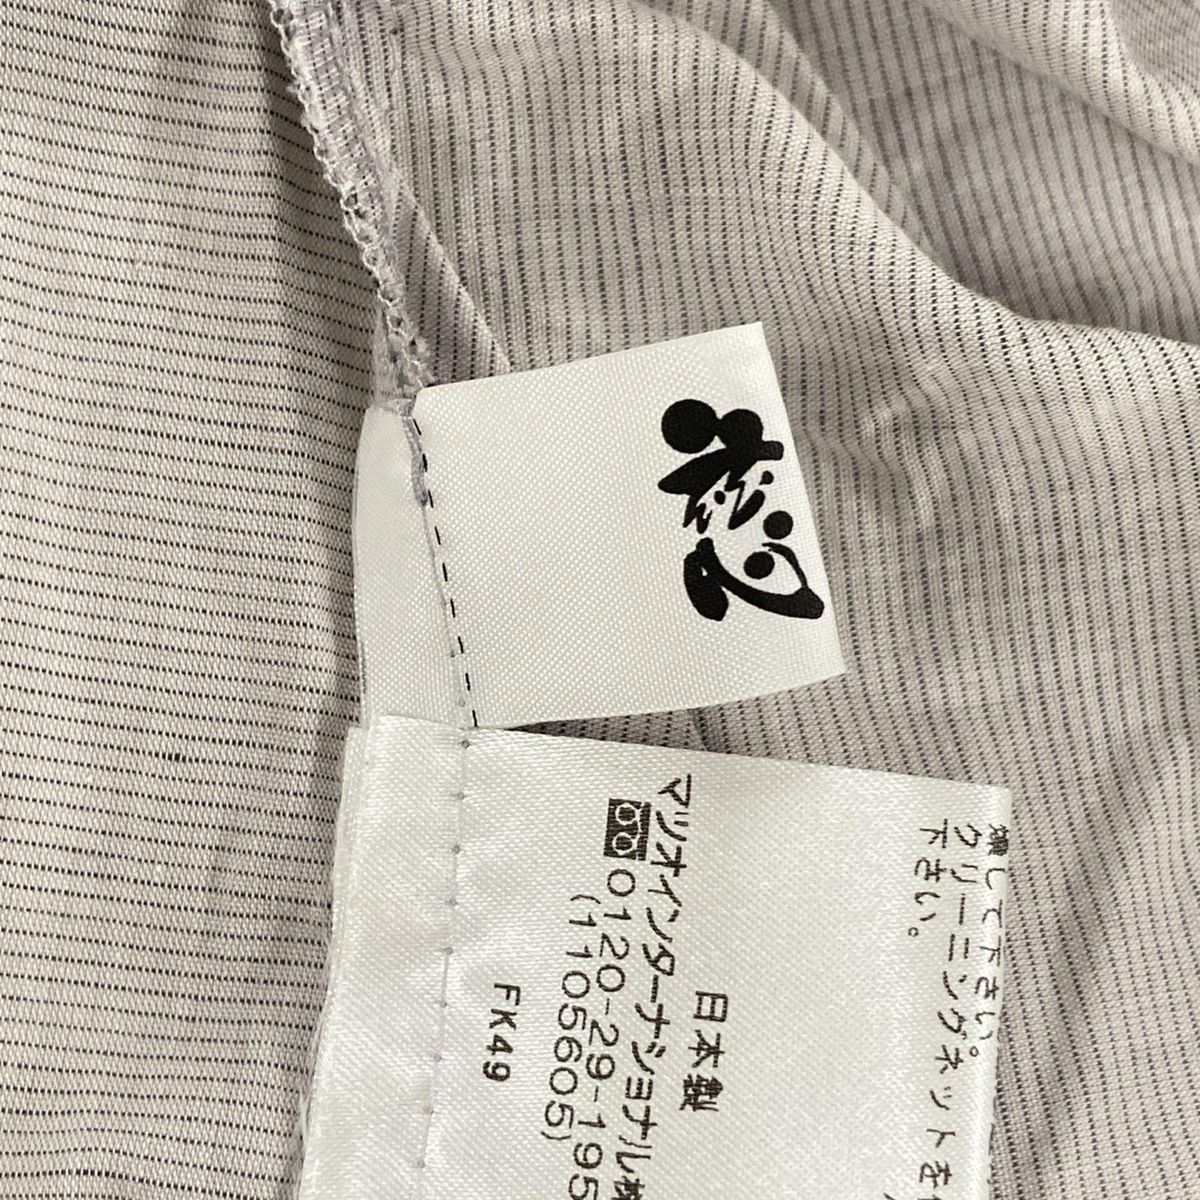 燥して下さい。
クリーニングネットを
下さい。
日本製
マツオインターナショナル株
0120-29-195
(1105605)
FK49